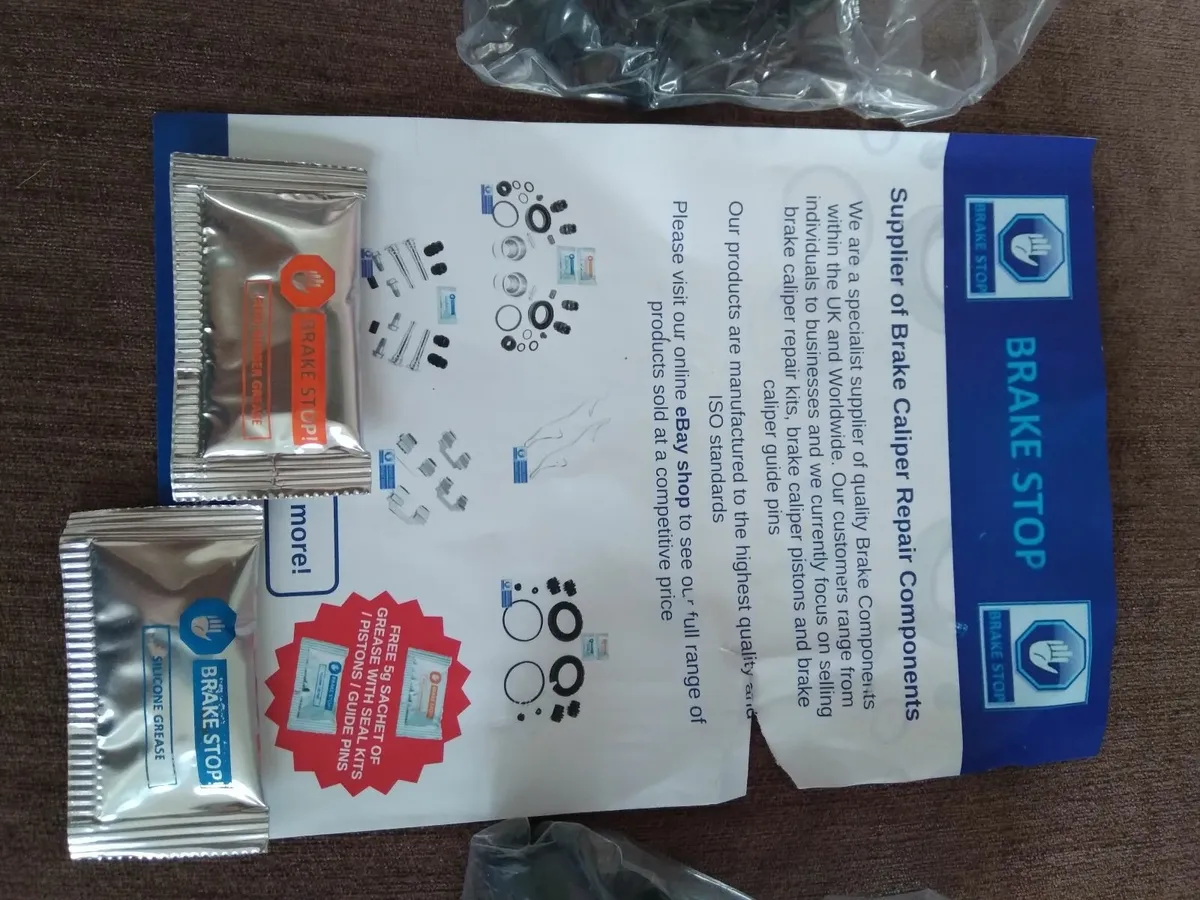 BRAKE STOP
BRAKE STOP
BRAKE STOP
Supplier of Brake Caliper Repair Components
We are a specialist supplier of quality Brake Components
within the UK and Worldwide. Our customers range from
individuals to businesses and we currently focus on selling
brake caliper repair kits, brake caliper pistons and brake
caliper guide pins
Our products are manufactured to the highest quality and
ISO standards
Please visit our online eBay shop to see our full range of
products sold at a competitive price
FREE 5g SACHET OF
GREASE WITH SEAL KITS
/ PISTONS / GUIDE PINS
more!
BRAKE STOP!
GREASE
BRAKE STOP!
SILICONE GREASE